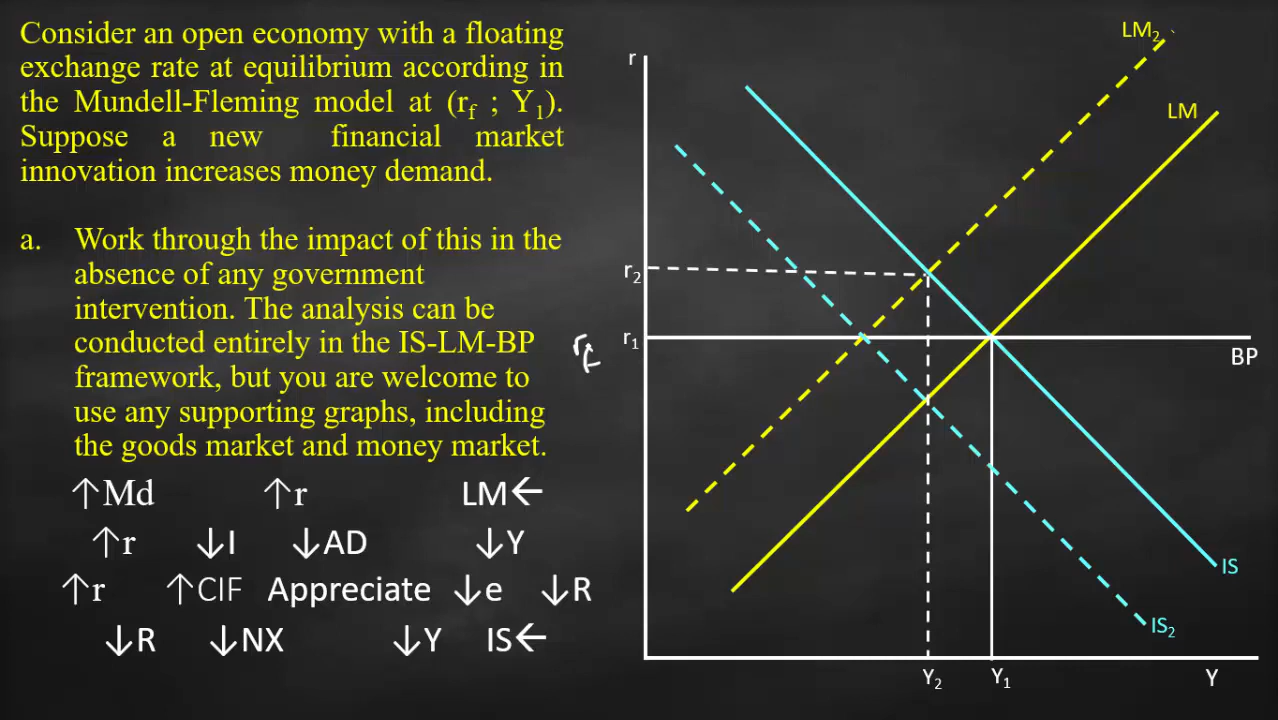 Consider an open economy with a floating
exchange rate at equilibrium according in
the Mundell-Fleming model at (rf ; Y1).
Suppose a new financial market
innovation increases money demand.
a. Work through the impact of this in the
absence of any government
intervention. The analysis can be
conducted entirely in the IS-LM-BP
framework, but you are welcome to
use any supporting graphs, including
the goods market and money market.
↑Md ↑r LM←
↑r ↓I ↓AD ↓Y
↑r ↑CIF Appreciate ↓e ↓R
↓R ↓NX ↓Y IS←
LM2
r
LM
r2
rf r1
BP
IS
IS2
Y2 Y1 Y